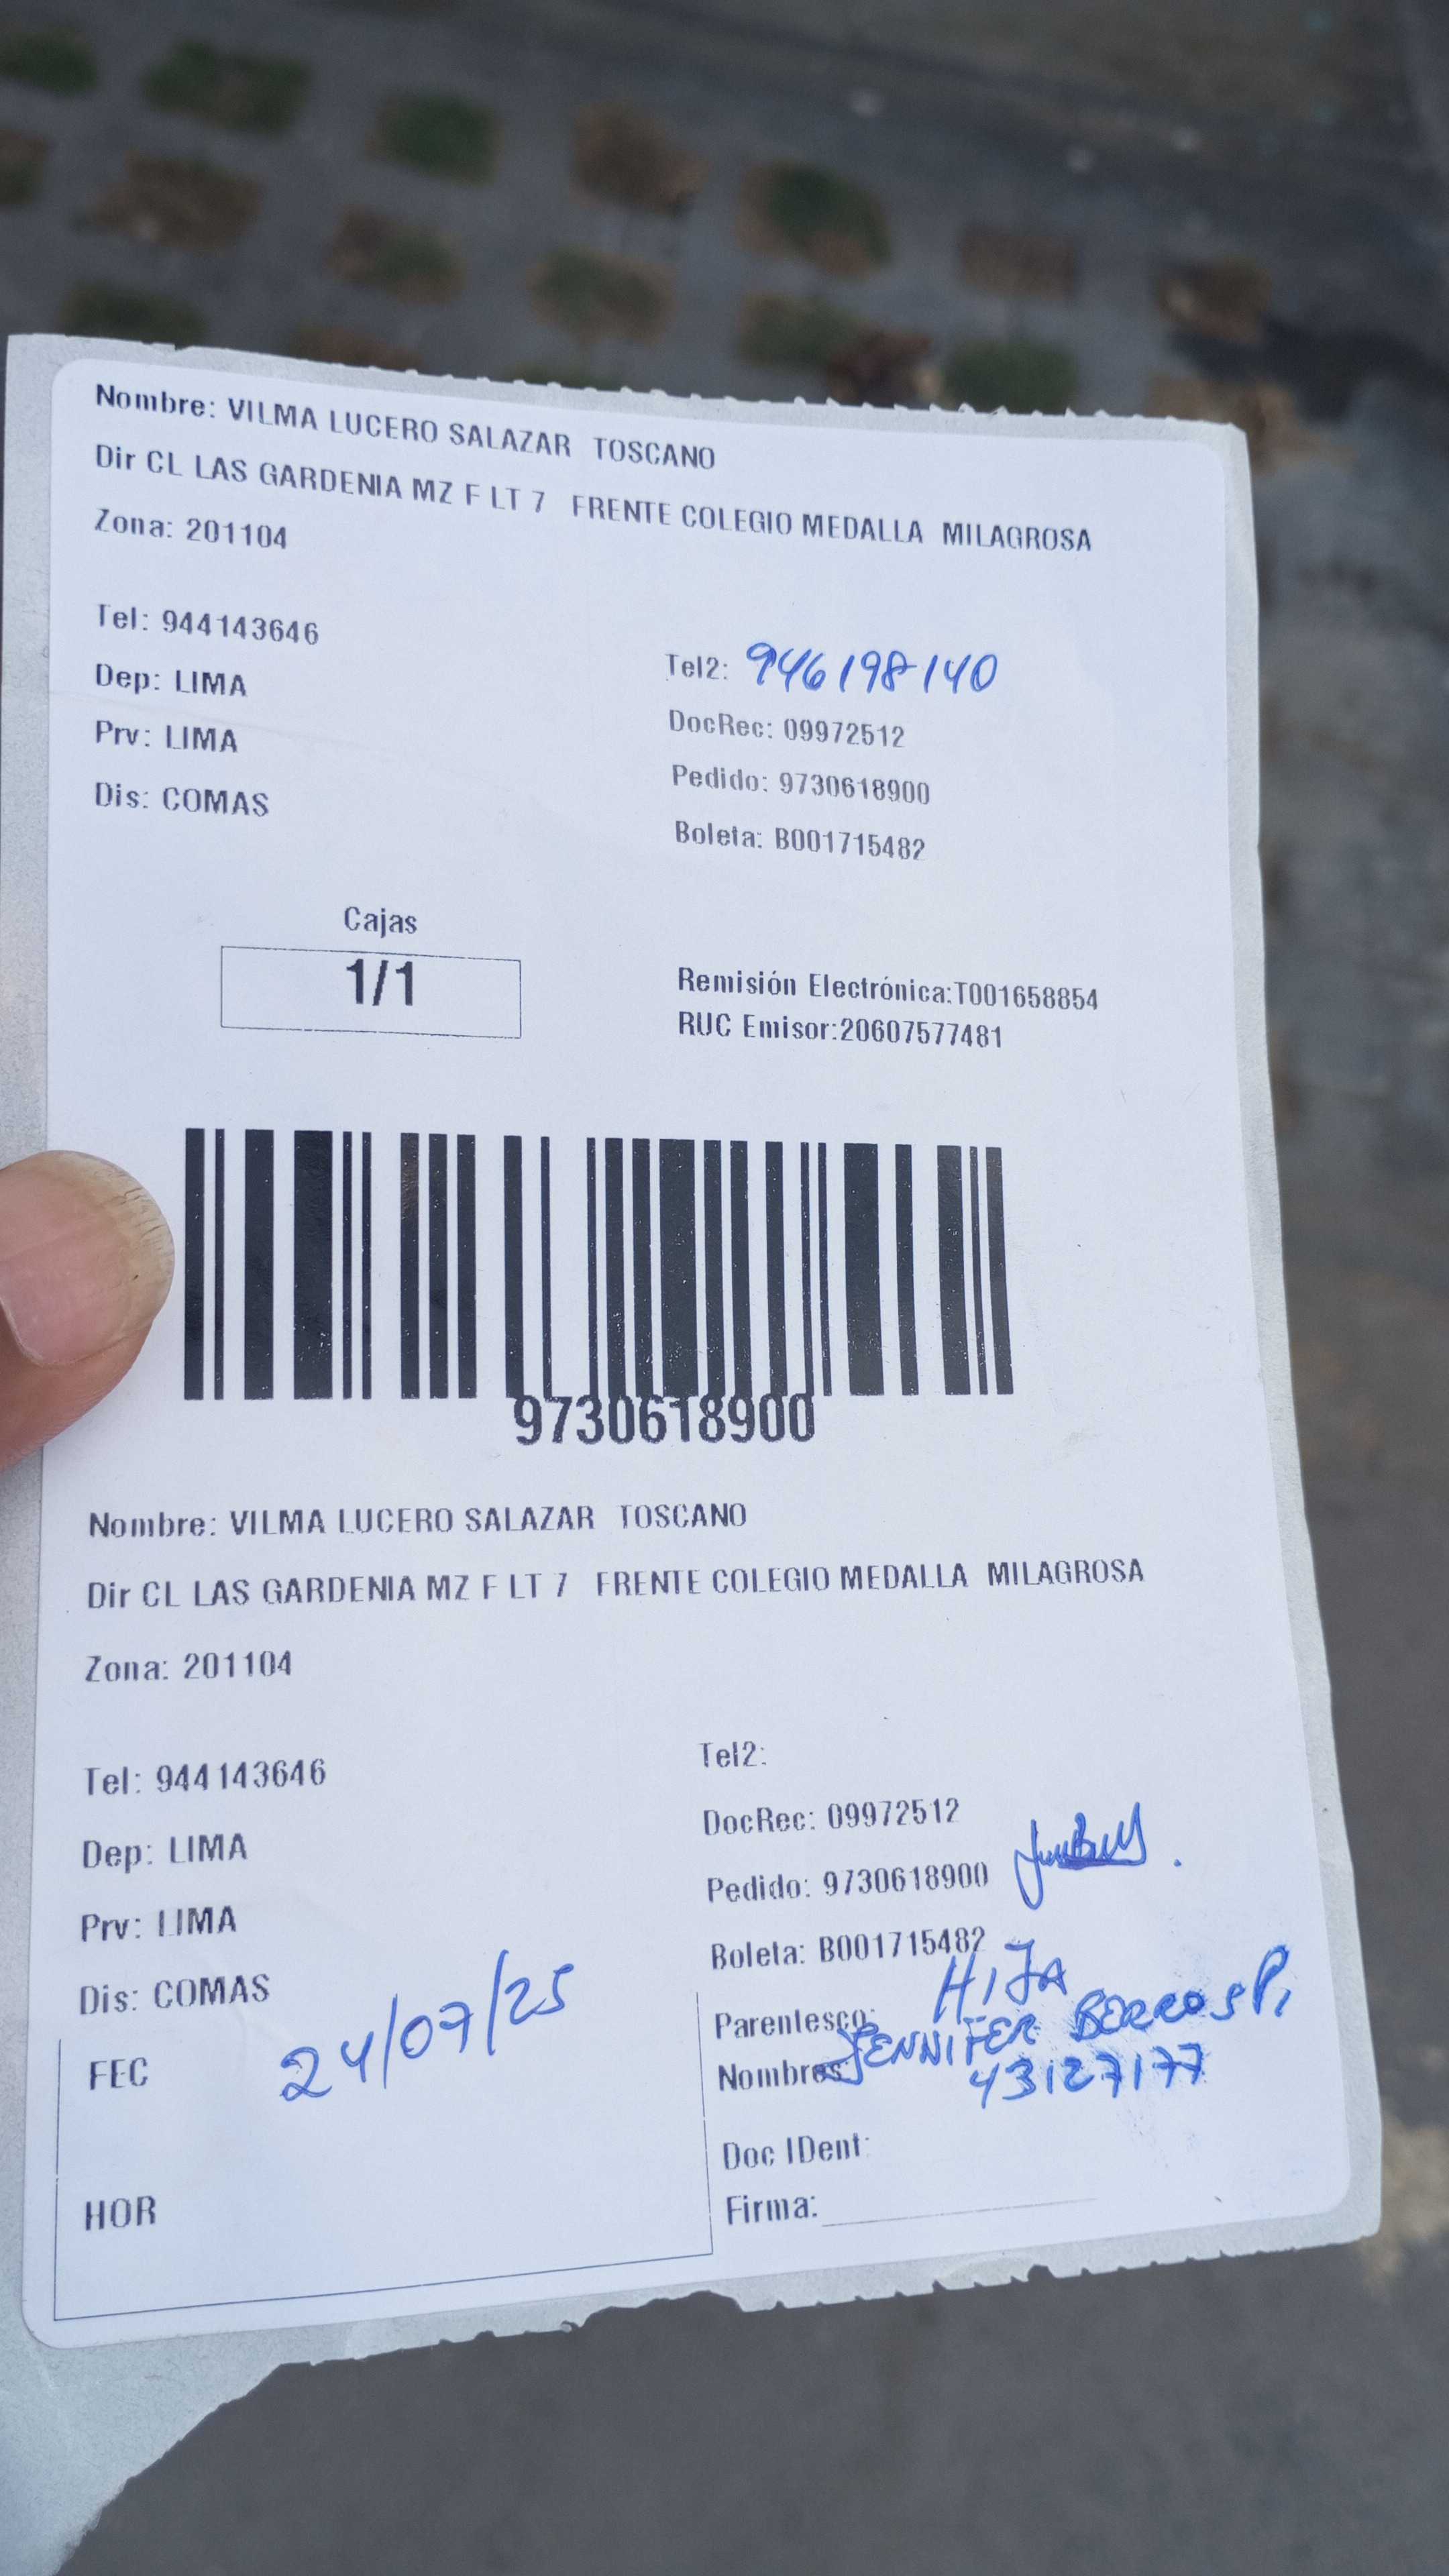 Nombre: VILMA LUCERO SALAZAR TOSCANO
Dir CL LAS GARDENIA MZ F LT 7 FRENTE COLEGIO MEDALLA MILAGROSA
Zona: 201104
Tel: 944143646
Tel2: 946198140
Dep: LIMA
DocRec: 09972512
Prv: LIMA
Pedido: 9730618900
Dis: COMAS
Boleta: B001715482
Cajas
1/1
Remisión Electrónica:T001658854
RUC Emisor:20607577481
9730618900
Nombre: VILMA LUCERO SALAZAR TOSCANO
Dir CL LAS GARDENIA MZ F LT 7 FRENTE COLEGIO MEDALLA MILAGROSA
Zona: 201104
Tel: 944143646
Tel2:
Dep: LIMA
DocRec: 09972512
Prv: LIMA
Pedido: 9730618900
Dis: COMAS
Boleta: B001715482
FEC 24/07/25
Parentesco: HIJA
Nombres: JENNIFER
43127177
Doc IDent:
HOR
Firma: